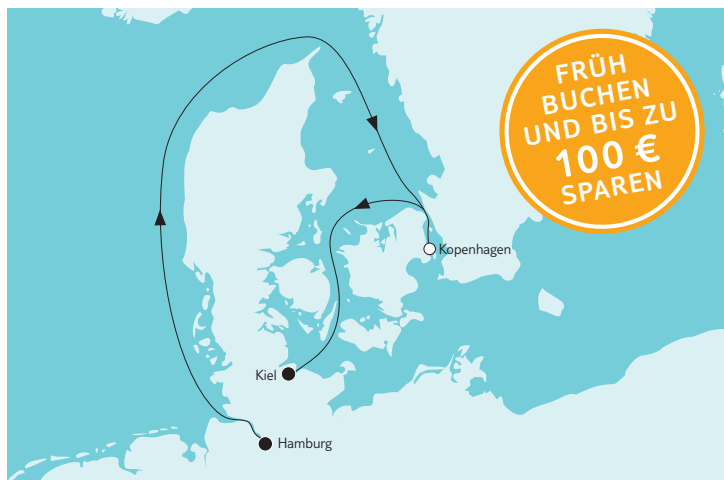 FRÜH
BUCHEN
UND BIS ZU
100 €
SPAREN
Kopenhagen
Kiel
Hamburg